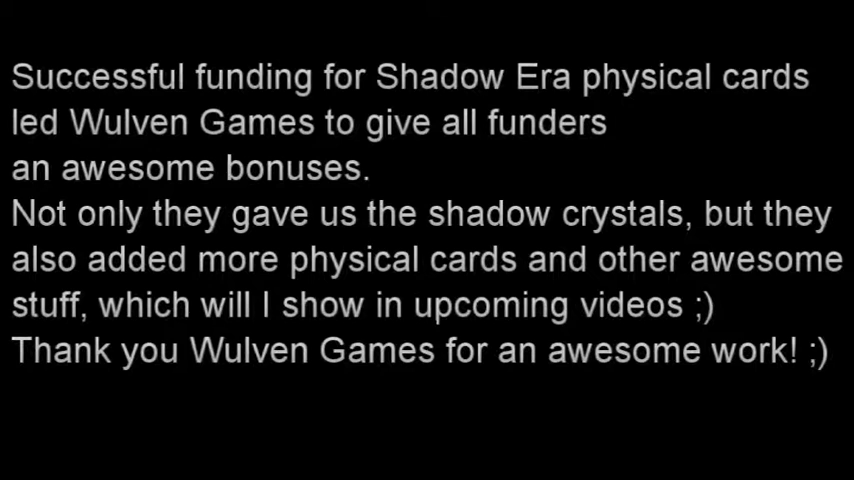 Successful funding for Shadow Era physical cards
led Wulven Games to give all funders
an awesome bonuses.
Not only they gave us the shadow crystals, but they
also added more physical cards and other awesome
stuff, which will I show in upcoming videos ;)
Thank you Wulven Games for an awesome work! ;)